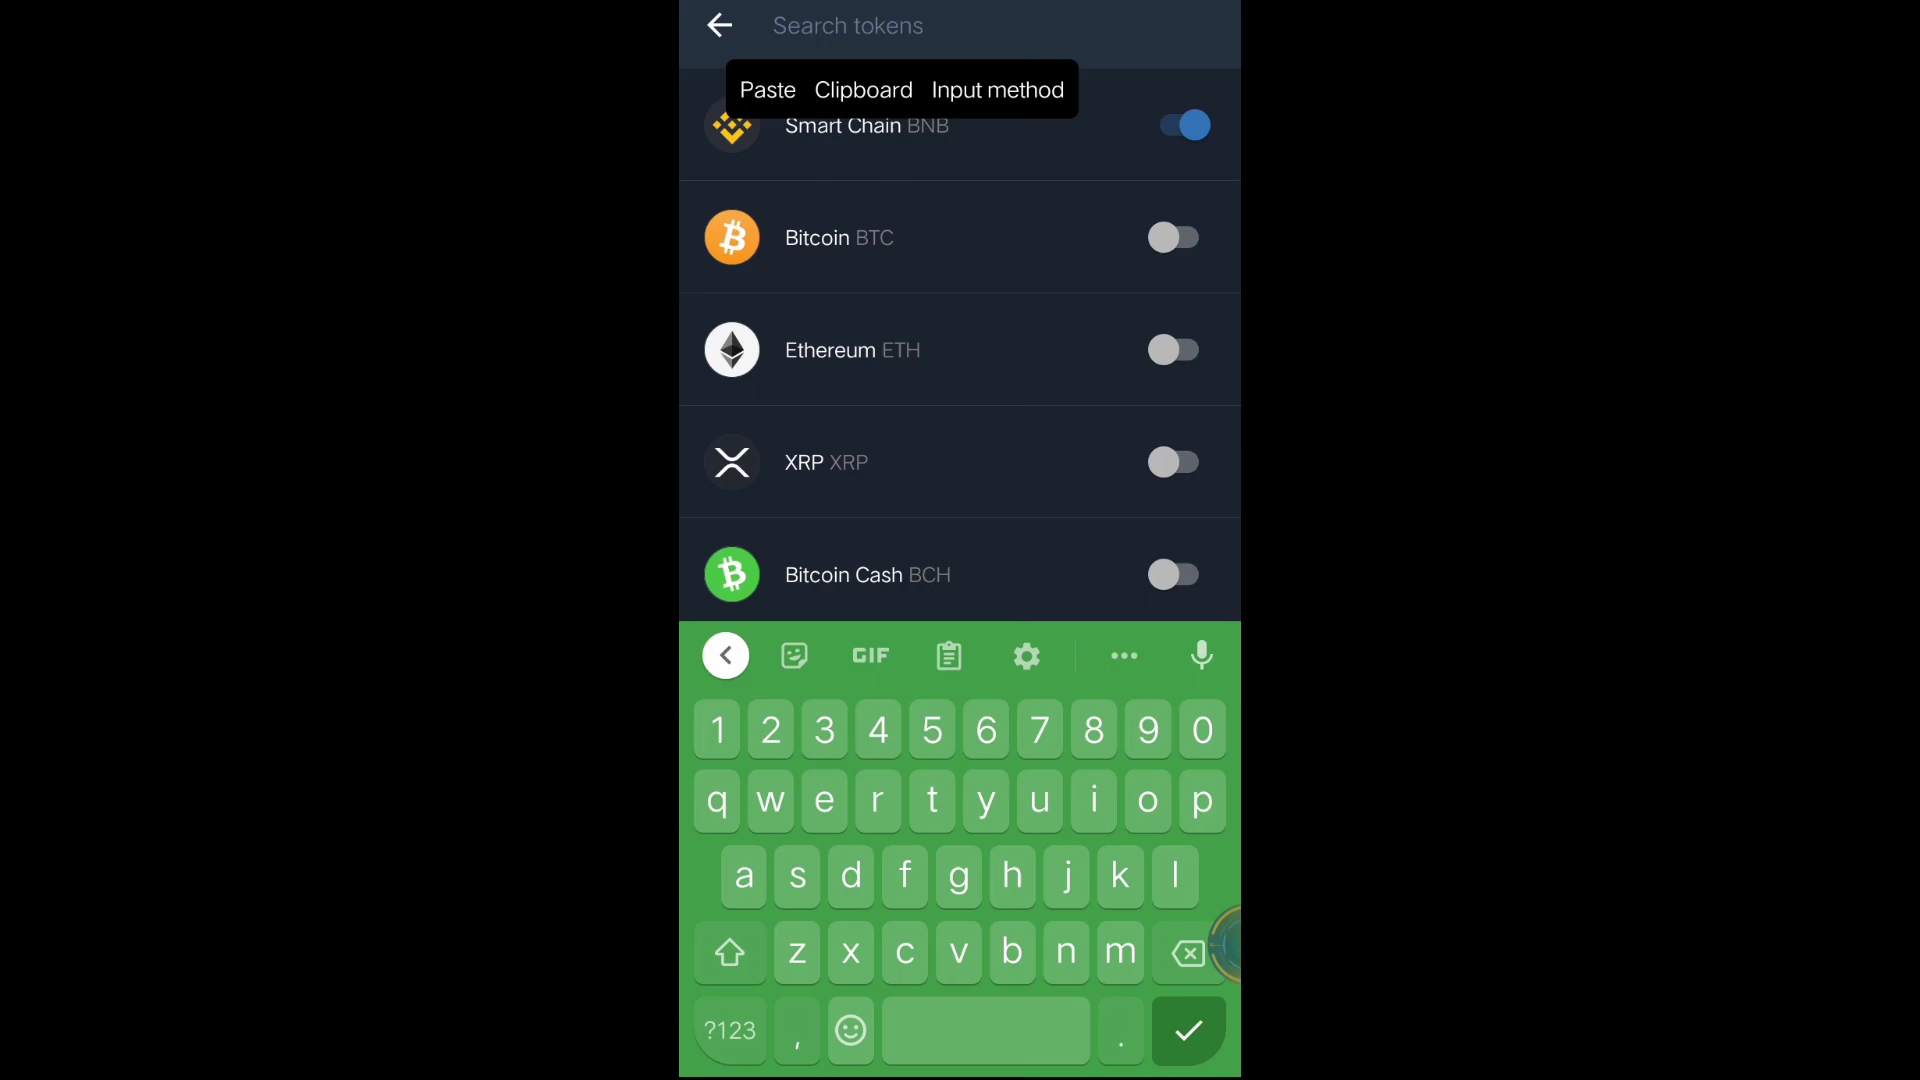 Search tokens
Paste Clipboard Input method
Smart Chain BNB
Bitcoin BTC
Ethereum ETH
XRP XRP
Bitcoin Cash BCH
GIF
1 2 3 4 5 6 7 8 9 0
q w e r t y u i o p
a s d f g h j k l
z x c v b n m
?123 , .